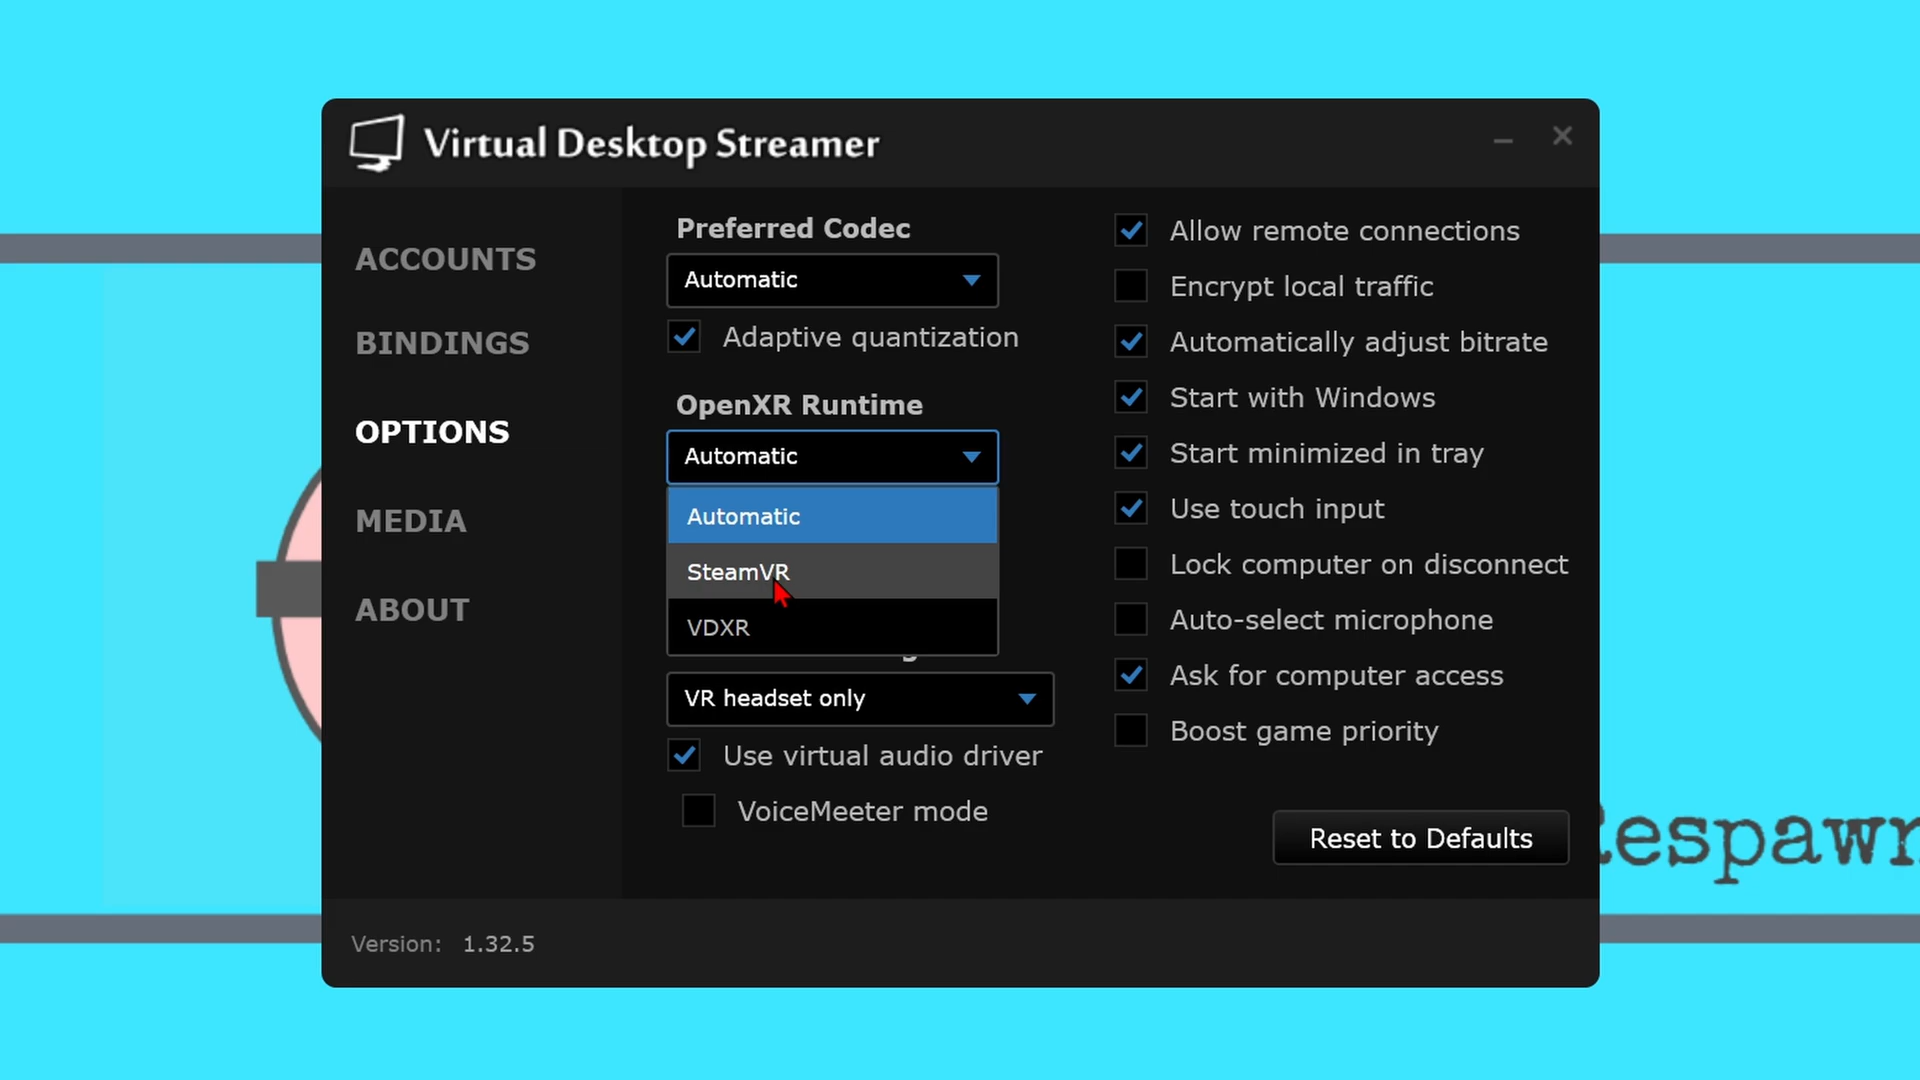 Virtual Desktop Streamer
ACCOUNTS
BINDINGS
OPTIONS
MEDIA
ABOUT
Preferred Codec
Automatic
Adaptive quantization
OpenXR Runtime
Automatic
Automatic
SteamVR
VDXR
VR headset only
Use virtual audio driver
VoiceMeeter mode
Allow remote connections
Encrypt local traffic
Automatically adjust bitrate
Start with Windows
Start minimized in tray
Use touch input
Lock computer on disconnect
Auto-select microphone
Ask for computer access
Boost game priority
Reset to Defaults
Version: 1.32.5